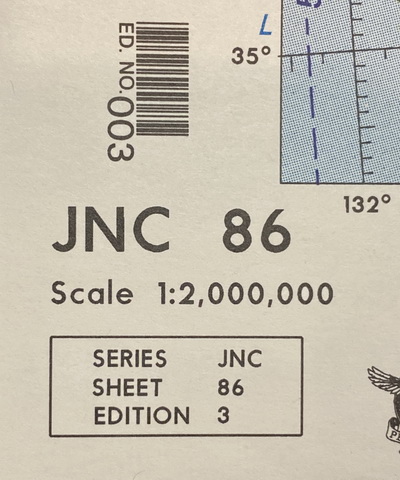 L
35°
ED. NO. 003
132°
JNC 86
Scale 1:2,000,000
SERIES JNC
SHEET 86
EDITION 3